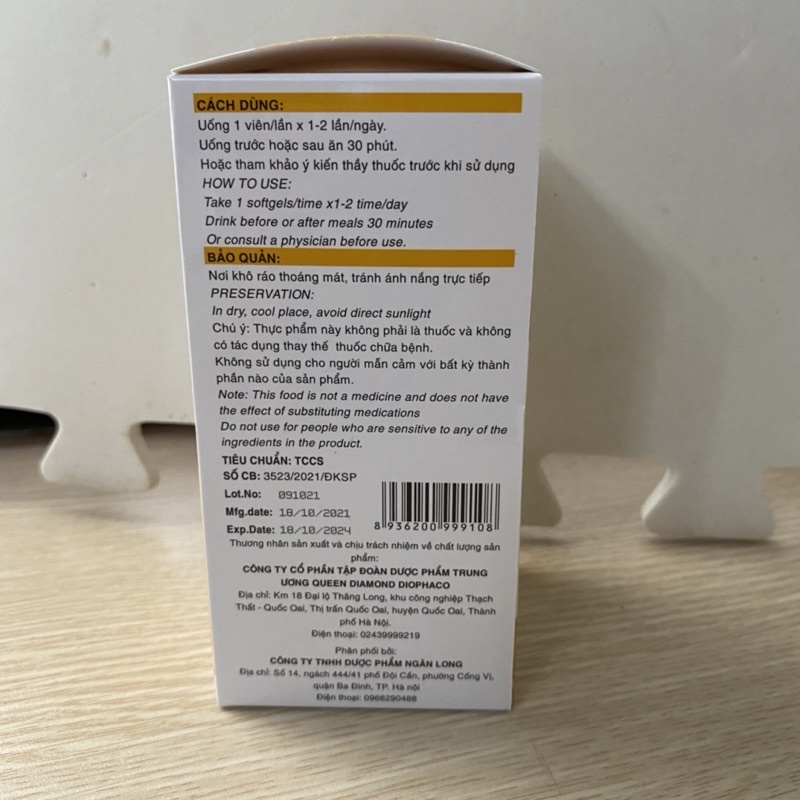 CÁCH DÙNG:
Uống 1 viên/lần x 1-2 lần/ngày.
Uống trước hoặc sau ăn 30 phút.
Hoặc tham khảo ý kiến thầy thuốc trước khi sử dụng
HOW TO USE:
Take 1 softgels/time x1-2 time/day
Drink before or after meals 30 minutes
Or consult a physician before use.
BẢO QUẢN:
Nơi khô ráo thoáng mát, tránh ánh nắng trực tiếp
PRESERVATION:
In dry, cool place, avoid direct sunlight
Chú ý: Thực phẩm này không phải là thuốc và không
có tác dụng thay thế thuốc chữa bệnh.
Không sử dụng cho người mẫn cảm với bất kỳ thành
phần nào của sản phẩm.
Note: This food is not a medicine and does not have
the effect of substituting medications
Do not use for people who are sensitive to any of the
ingredients in the product.
TIÊU CHUẨN: TCCS
SỐ CB: 3523/2021/ĐKSP
Lot.No: 091021
Mfg.date: 18/10/2021
Exp.Date: 18/10/2024
8 936200 999108
Thương nhân sản xuất và chịu trách nhiệm về chất lượng sản
phẩm:
CÔNG TY CỔ PHẦN TẬP ĐOÀN DƯỢC PHẨM TRUNG
ƯƠNG QUEEN DIAMOND DIOPHACO
Địa chỉ: Km 18 Đại lộ Thăng Long, khu công nghiệp Thạch
Thất - Quốc Oai, Thị trấn Quốc Oai, huyện Quốc Oai, Thành
phố Hà Nội.
Điện thoại: 02439999219
Phân phối bởi:
CÔNG TY TNHH DƯỢC PHẨM NGÂN LONG
Địa chỉ: Số 14, ngách 444/41 phố Đội Cấn, phường Cống Vị,
quận Ba Đình, TP. Hà nội
Điện thoại: 0966290488